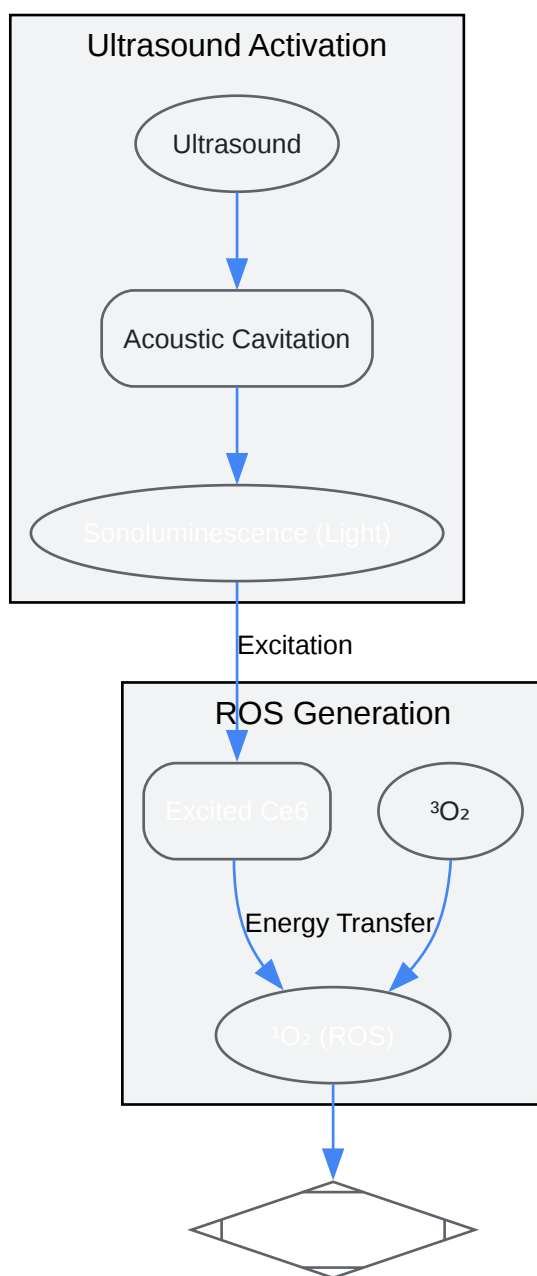 Ultrasound Activation
Ultrasound
Acoustic Cavitation
Sonoluminescence (Light)
Excitation
ROS Generation
Excited Ce6
³O₂
Energy Transfer
¹O₂ (ROS)